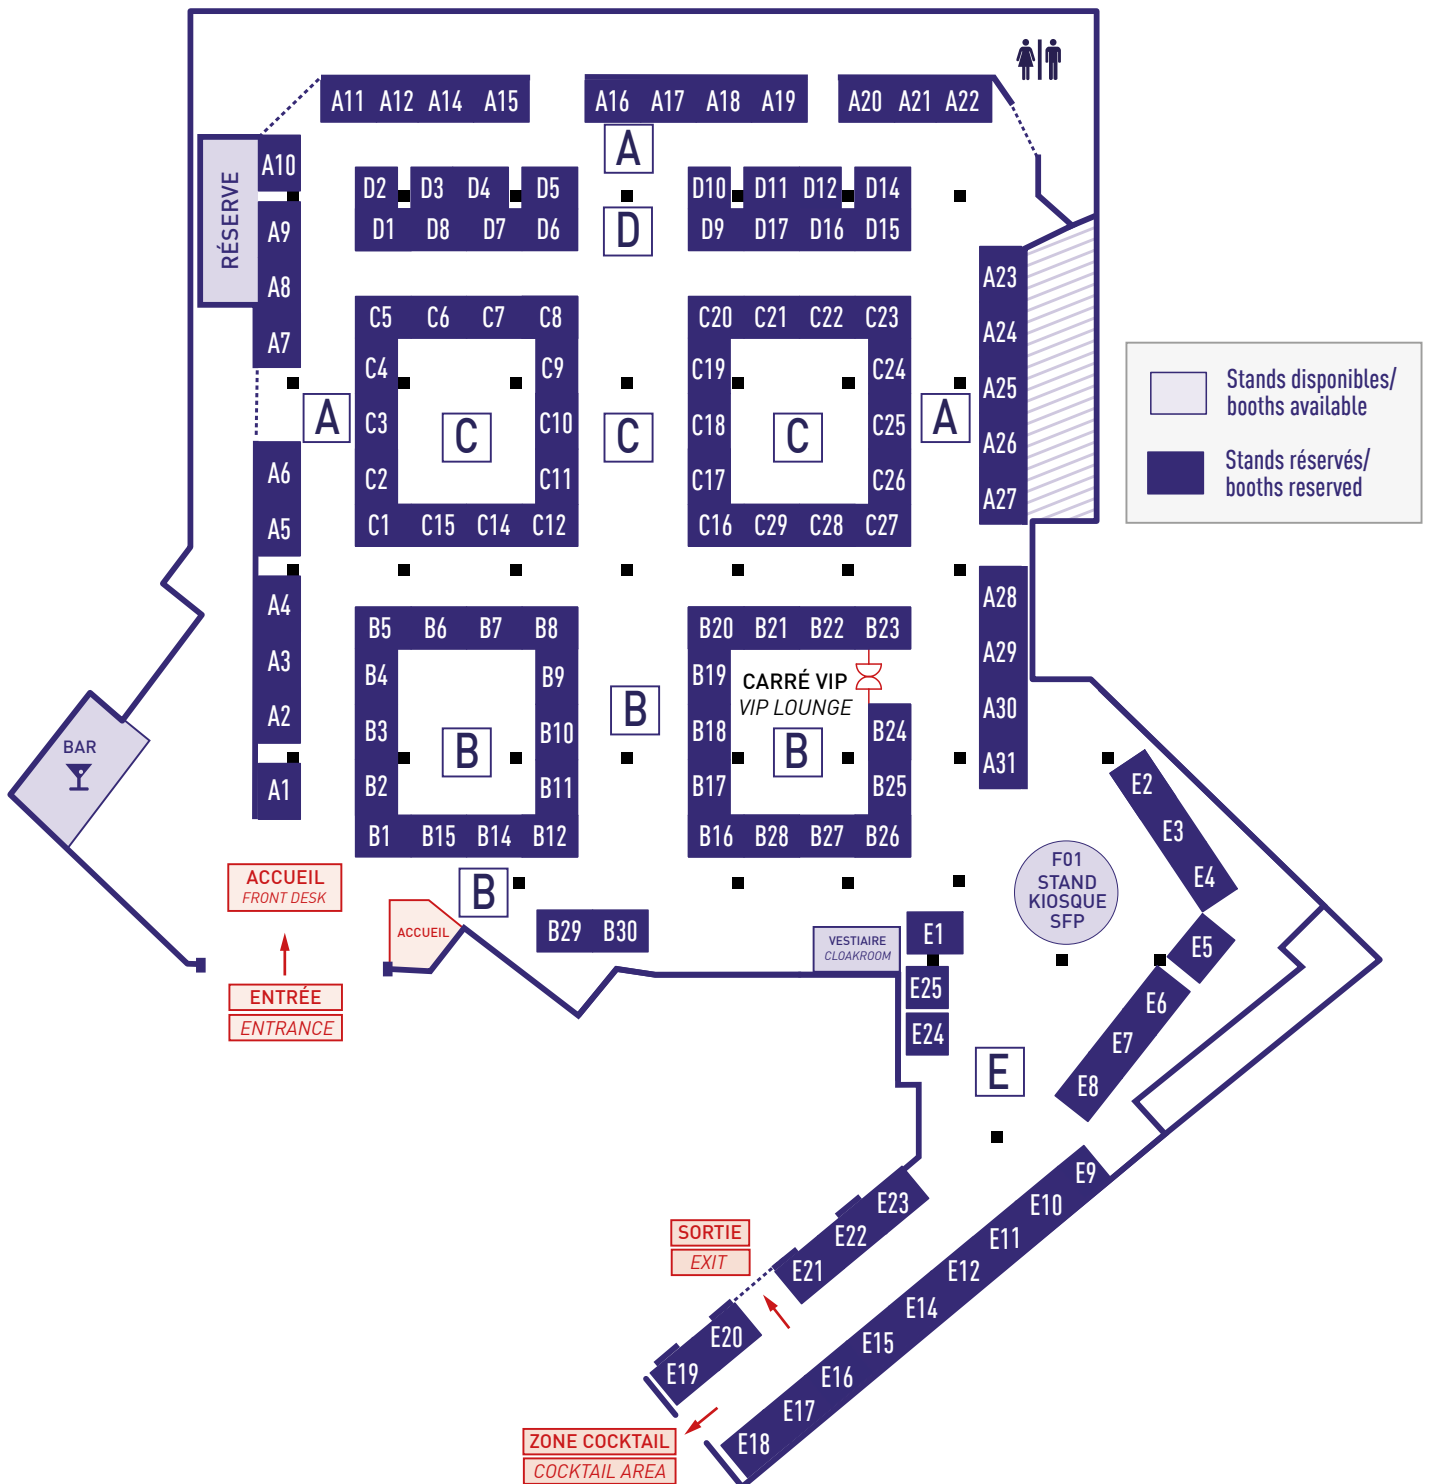 A11 A12 A14 A15
A16 A17 A18 A19
A20 A21 A22
A
A10
RÉSERVE
D2 D3 D4 D5
D1 D8 D7 D6
D
D10 D11 D12 D14
D9 D17 D16 D15
A9
A8
A7
A23
A24
A25
A26
A27
C5 C6 C7 C8
C4 C9
C3 C10
C2 C11
C1 C15 C14 C12
A
C
C
C20 C21 C22 C23
C19 C24
C18 C25
C17 C26
C16 C29 C28 C27
C
A
Stands disponibles/
booths available
Stands réservés/
booths reserved
A6
A5
A4
A3
A2
A1
B5 B6 B7 B8
B4 B9
B3 B10
B2 B11
B1 B15 B14 B12
B
B
B20 B21 B22 B23
B19
CARRÉ VIP
VIP LOUNGE
B18 B24
B17 B25
B16 B28 B27 B26
B
A28
A29
A30
A31
BAR
ACCUEIL
FRONT DESK
ENTRÉE
ENTRANCE
ACCUEIL
B
B29 B30
VESTIAIRE
CLOAKROOM
E1
E25
E24
F01
STAND
KIOSQUE
SFP
E2
E3
E4
E5
E6
E7
E8
E
E9
E10
E11
E12
E14
E15
E16
E17
E18
E23
E22
E21
E20
E19
SORTIE
EXIT
ZONE COCKTAIL
COCKTAIL AREA